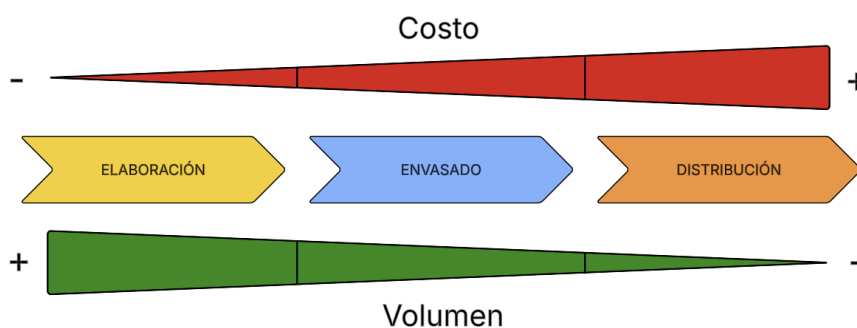 Costo
- +
ELABORACIÓN ENVASADO DISTRIBUCIÓN
+ -
Volumen